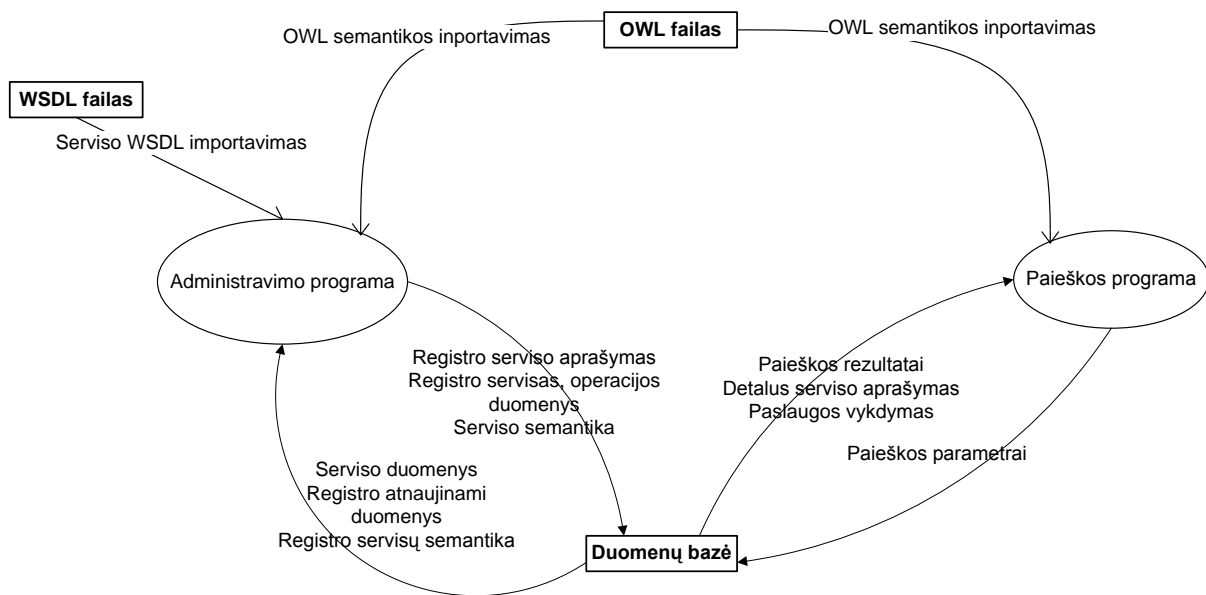 OWL failas
OWL semantikos inportavimas
OWL semantikos inportavimas
WSDL failas
Serviso WSDL importavimas
Administravimo programa
Paieškos programa
Registro serviso aprašymas
Registro servisas, operacijos
duomenys
Serviso semantika
Paieškos rezultatai
Detalus serviso aprašymas
Paslaugos vykdymas
Paieškos parametrai
Serviso duomenys
Registro atnaujinami
duomenys
Registro servisų semantika
Duomenų bazė